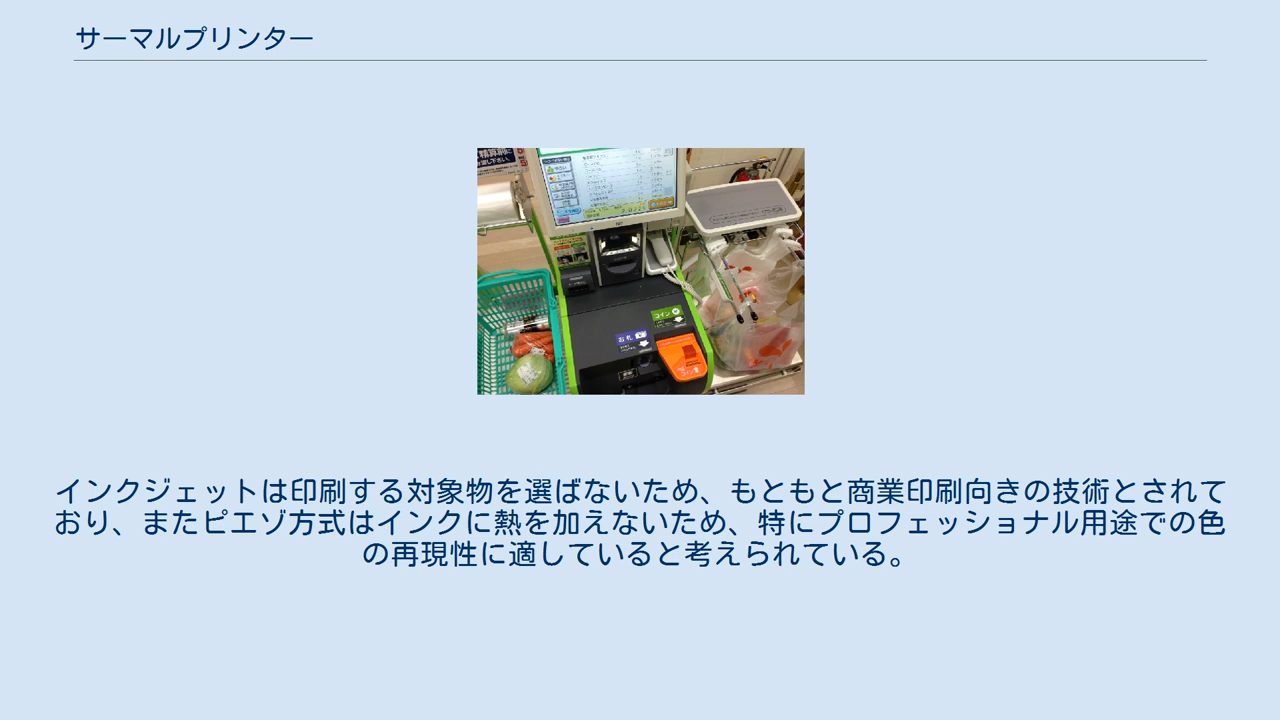 サーマルプリンター
コイン
お札
インクジェットは印刷する対象物を選ばないため、もともと商業印刷向きの技術とされて
おり、またピエゾ方式はインクに熱を加えないため、特にプロフェッショナル用途での色
の再現性に適していると考えられている。